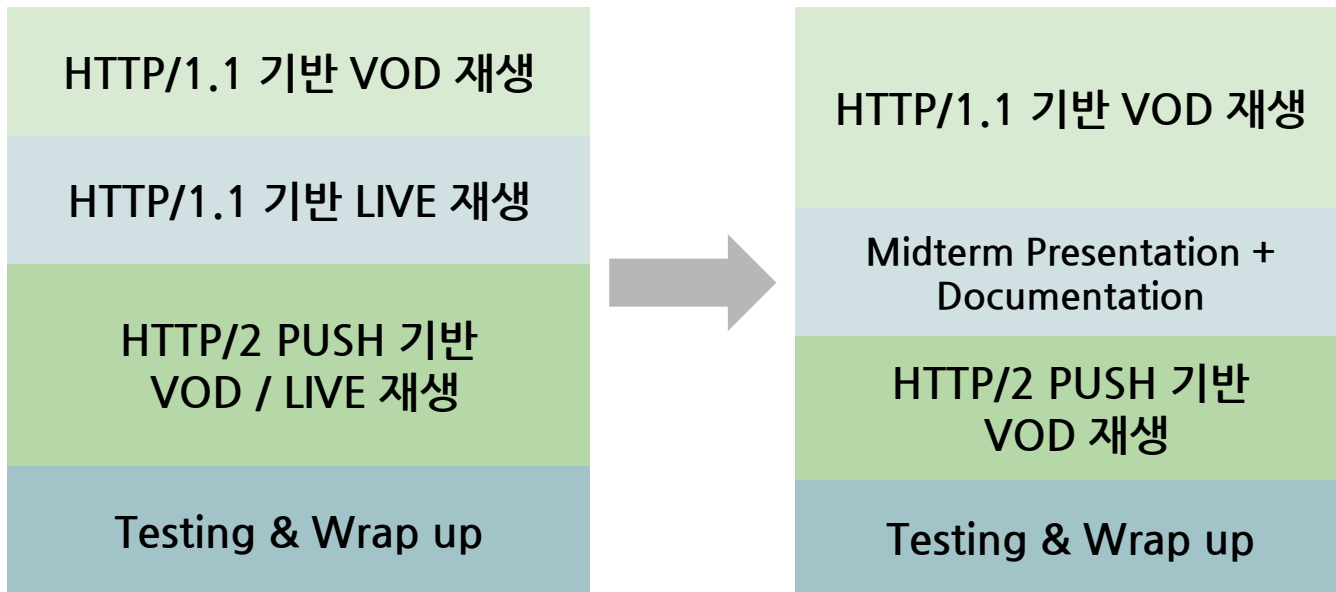 HTTP/1.1 기반 VOD 재생
HTTP/1.1 기반 LIVE 재생
HTTP/2 PUSH 기반
VOD / LIVE 재생
Testing & Wrap up
HTTP/1.1 기반 VOD 재생
Midterm Presentation +
Documentation
HTTP/2 PUSH 기반
VOD 재생
Testing & Wrap up